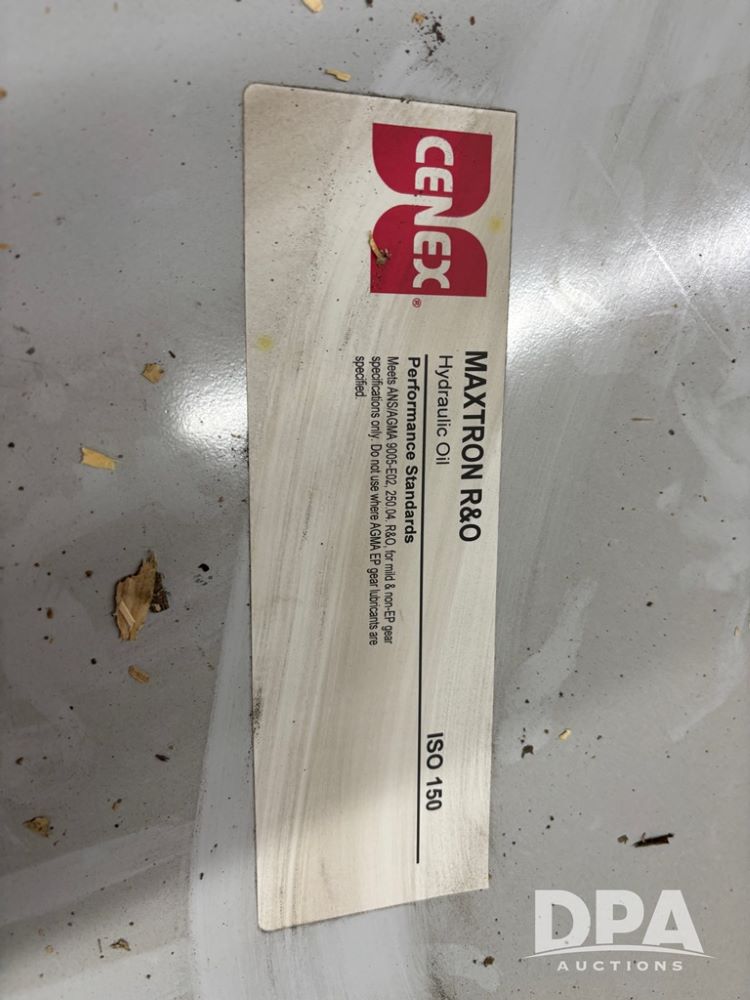 CENEX®
MAXTRON R&O
Hydraulic Oil
ISO 150
Performance Standards
Meets ANS/AGMA 9005-E02, 250.04, R&O, for mild & non-EP gear
specifications only. Do not use where AGMA EP gear lubricants are
specified.
DPA
AUCTIONS